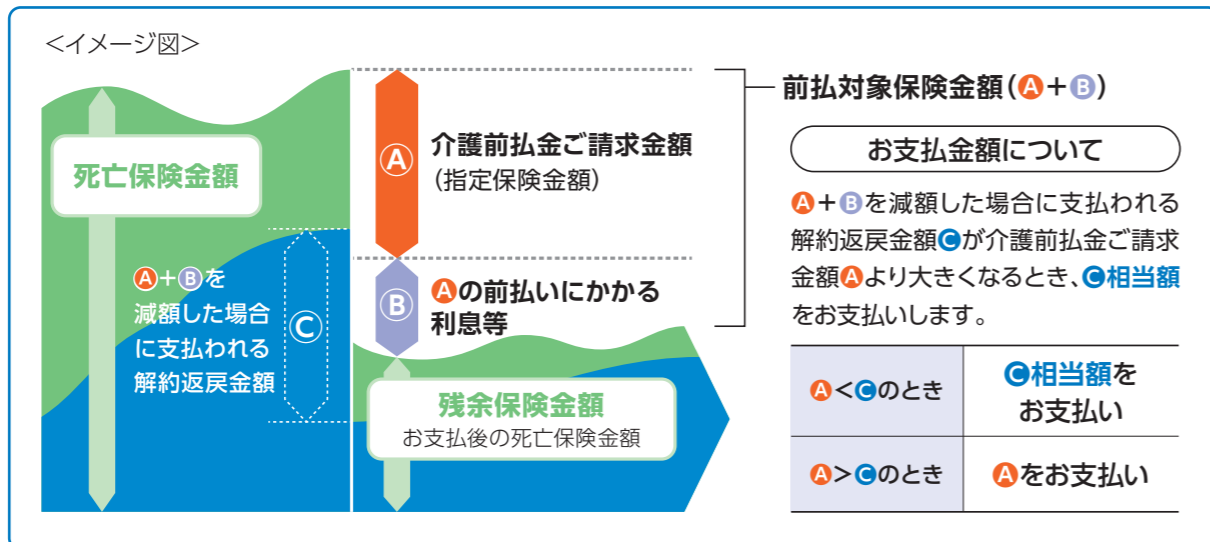 <イメージ図>
死亡保険金額
Ⓐ+Ⓑを
減額した場合
に支払われる
解約返戻金額
Ⓒ
Ⓐ
介護前払金ご請求金額
（指定保険金額）
Ⓑ
Ⓐの前払いにかかる
利息等
残余保険金額
お支払後の死亡保険金額
前払対象保険金額（Ⓐ+Ⓑ）
お支払金額について
Ⓐ+Ⓑを減額した場合に支払われる
解約返戻金額Ⓒが介護前払金ご請求
金額Ⓐより大きくなるとき、Ⓒ相当額
をお支払いします。
Ⓐ<Ⓒのとき
Ⓒ相当額を
お支払い
Ⓐ>Ⓒのとき
Ⓐをお支払い